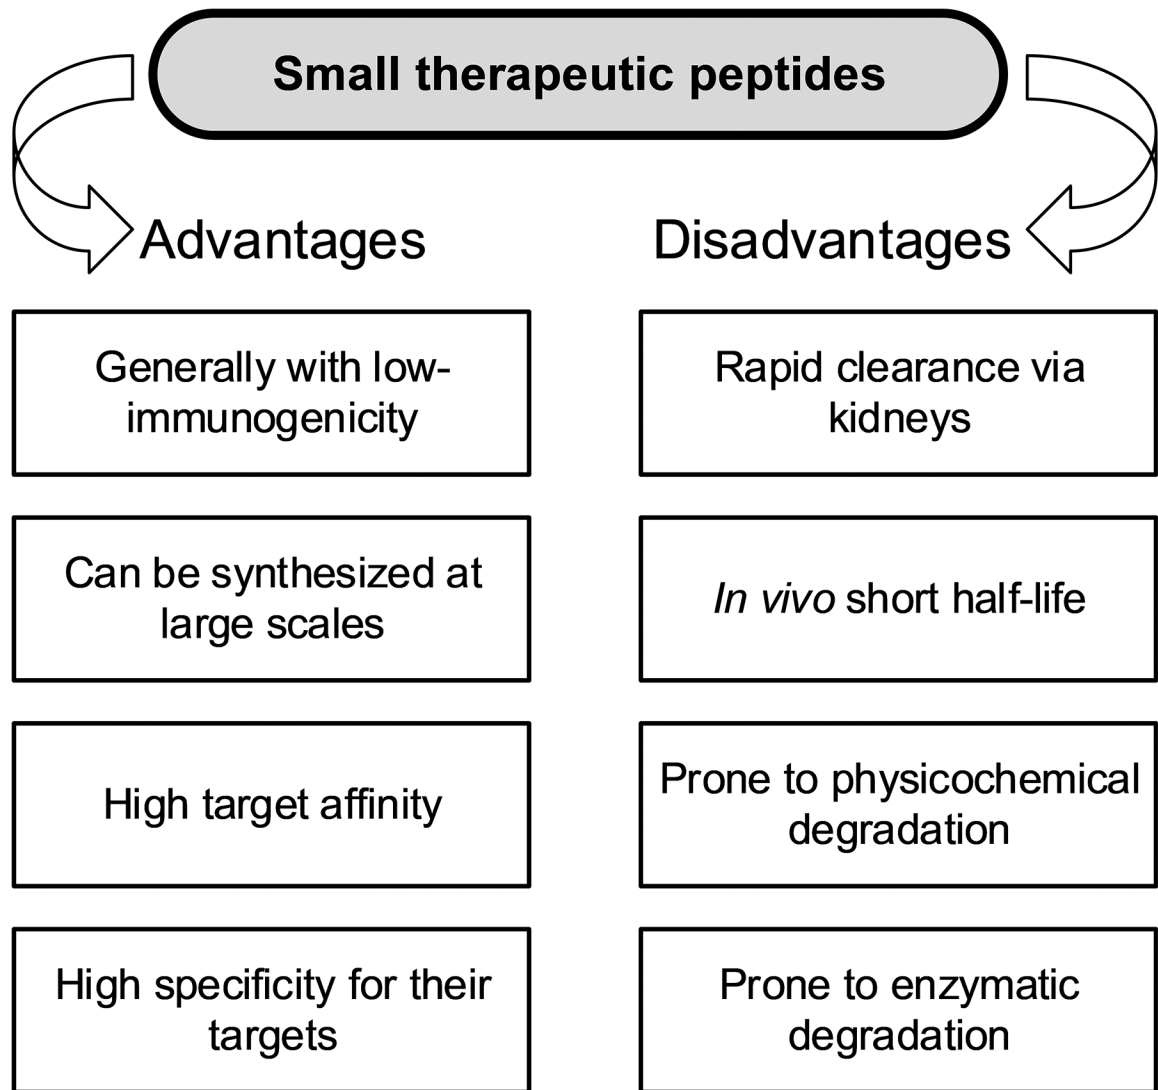 Small therapeutic peptides
Advantages
Disadvantages
Generally with low-
immunogenicity
Rapid clearance via
kidneys
Can be synthesized at
large scales
In vivo short half-life
High target affinity
Prone to physicochemical
degradation
High specificity for their
targets
Prone to enzymatic
degradation